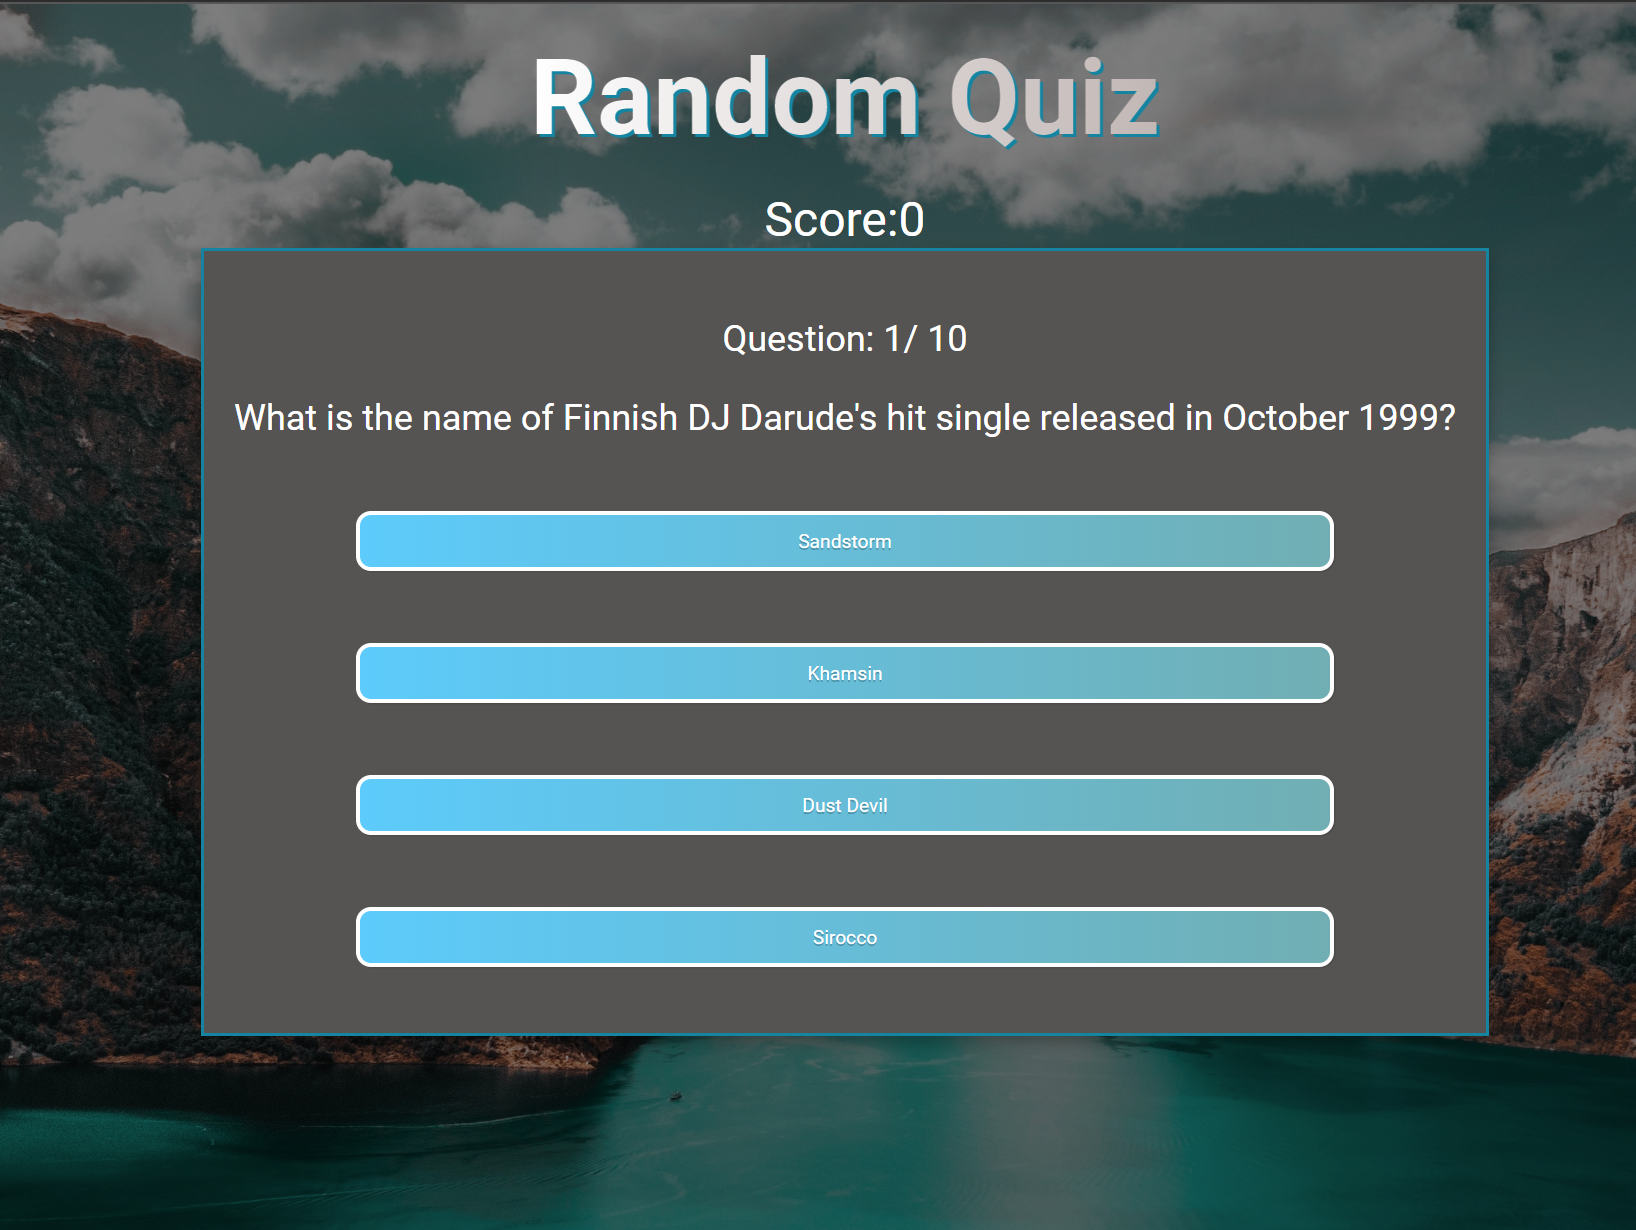 Random Quiz
Score:0
Question: 1/ 10
What is the name of Finnish DJ Darude's hit single released in October 1999?
Sandstorm
Khamsin
Dust Devil
Sirocco